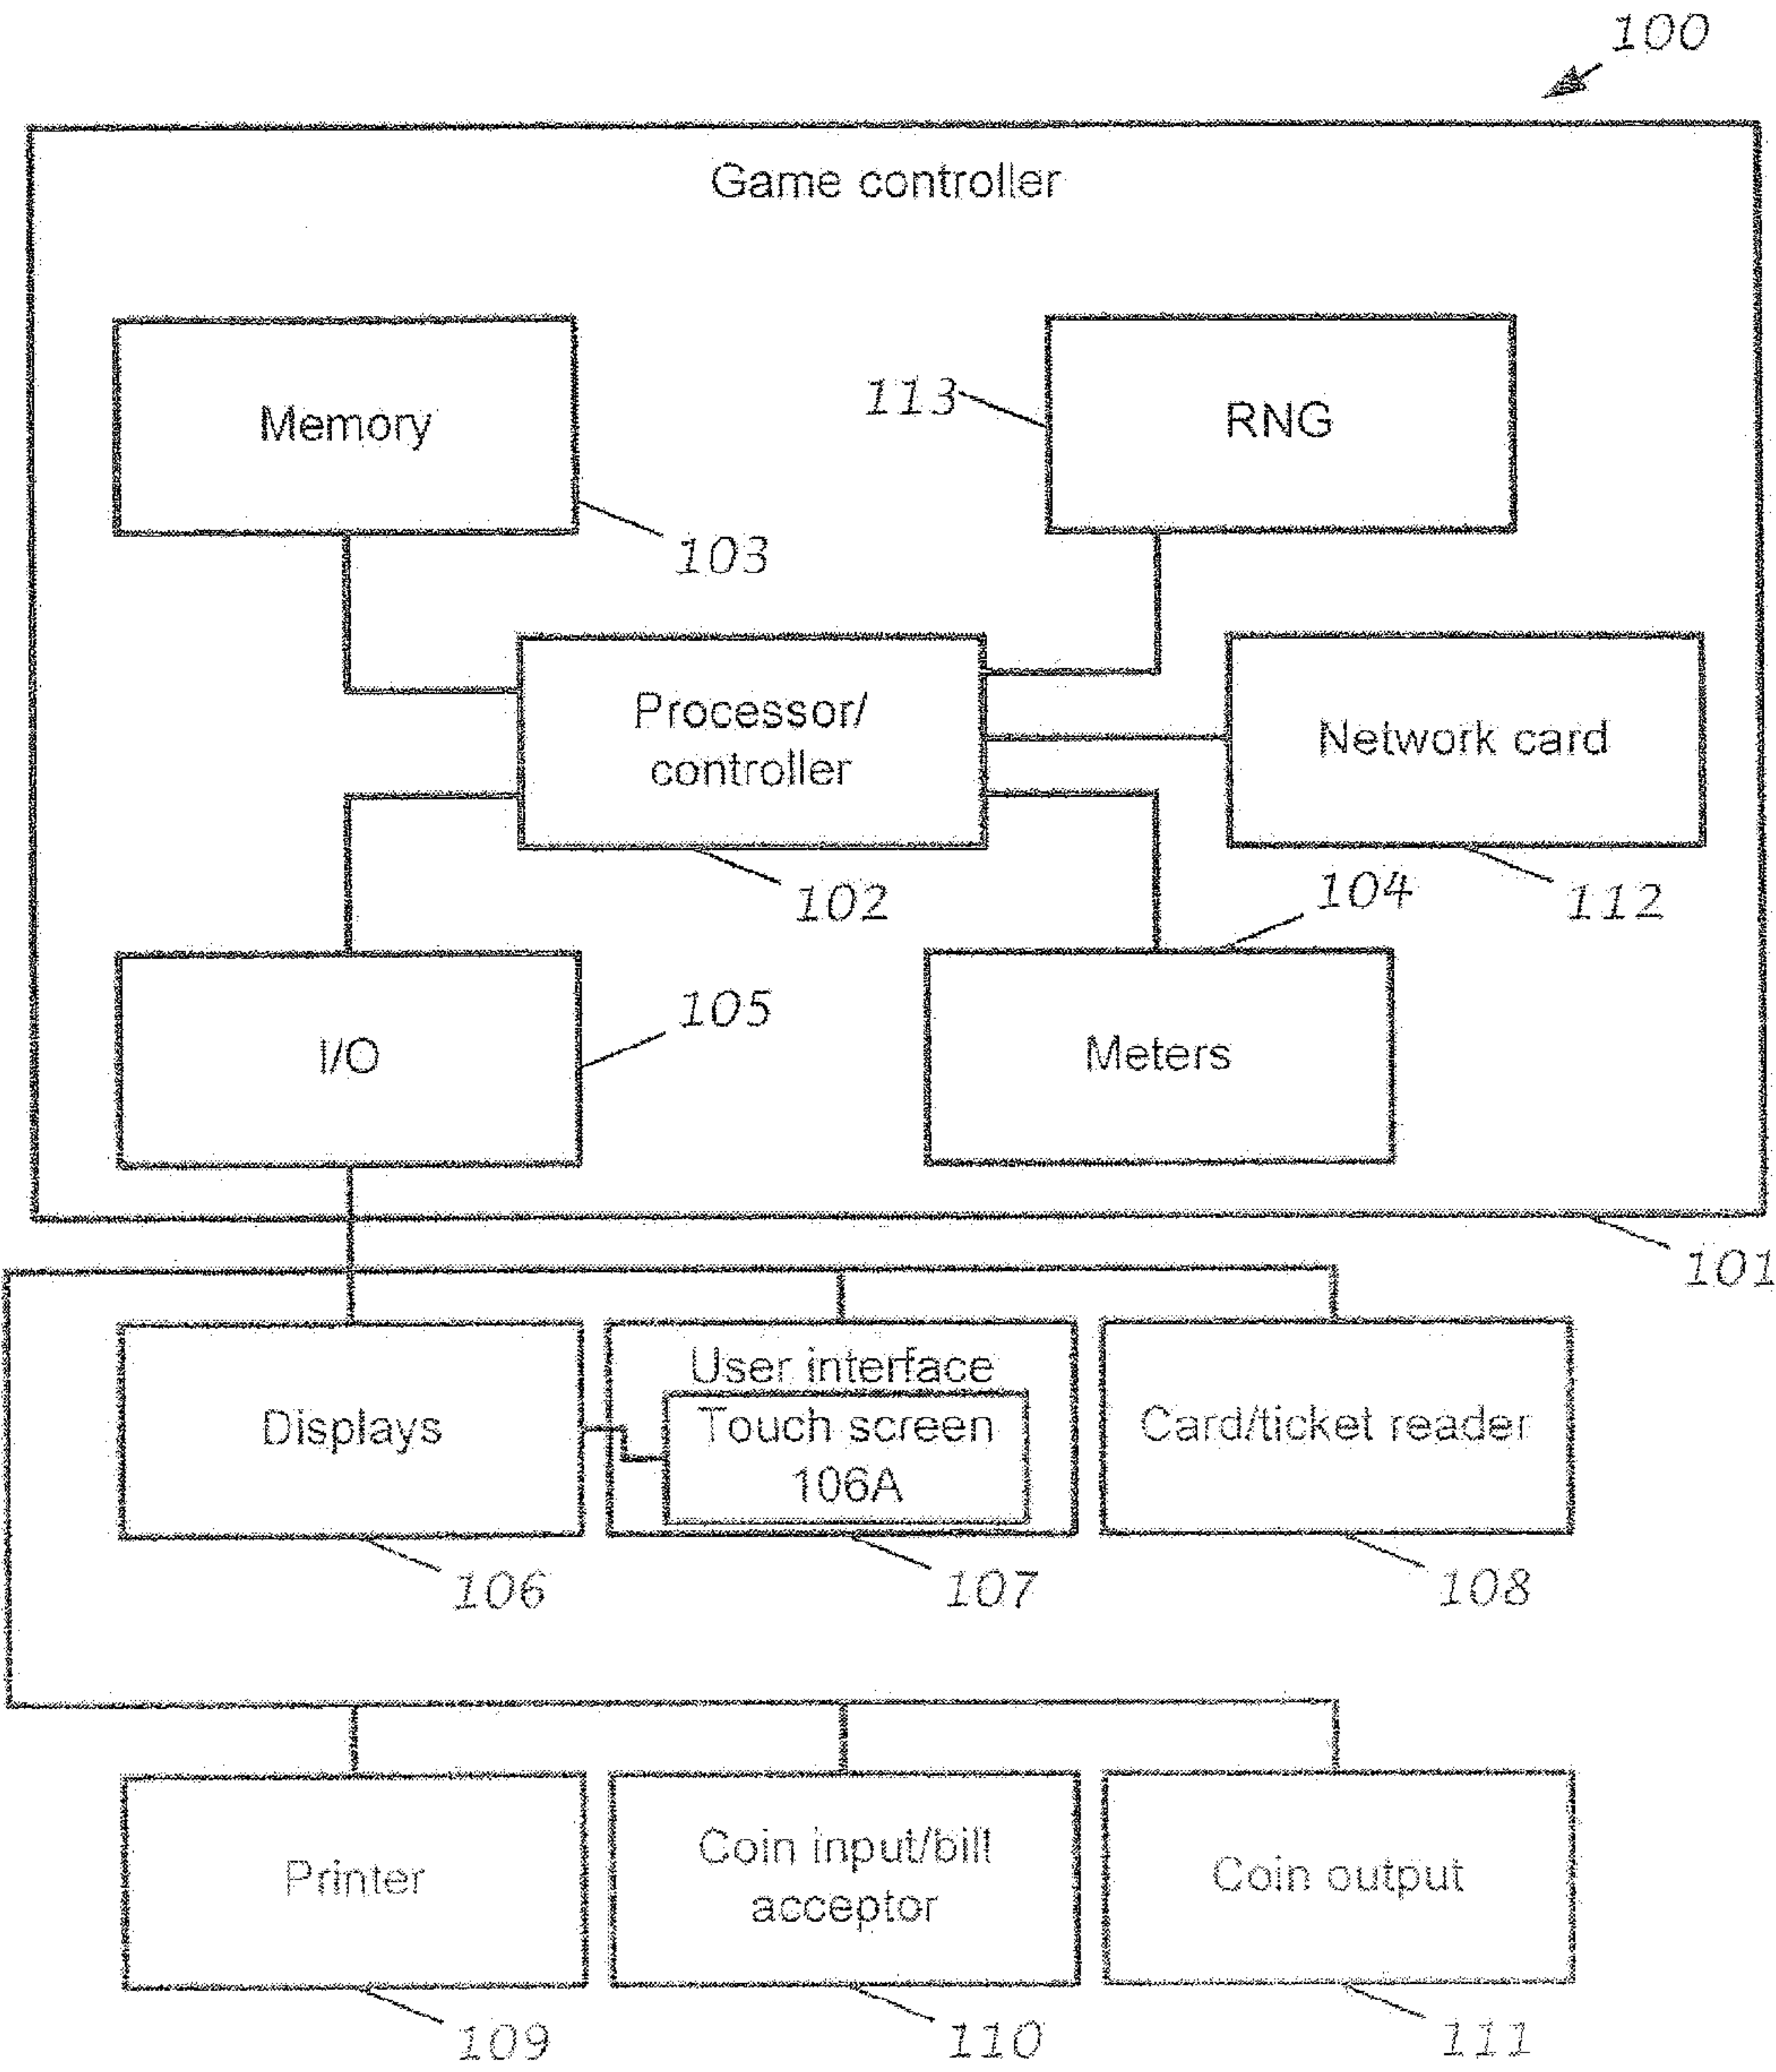 100
Game controller
Memory
113
RNG
103
Processor/
controller
Network card
102
104
112
105
I/O
Meters
101
User interface
Displays
Touch screen
106A
Card/ticket reader
106
107
108
Printer
Coin input/bill
acceptor
Coin output
109
110
111